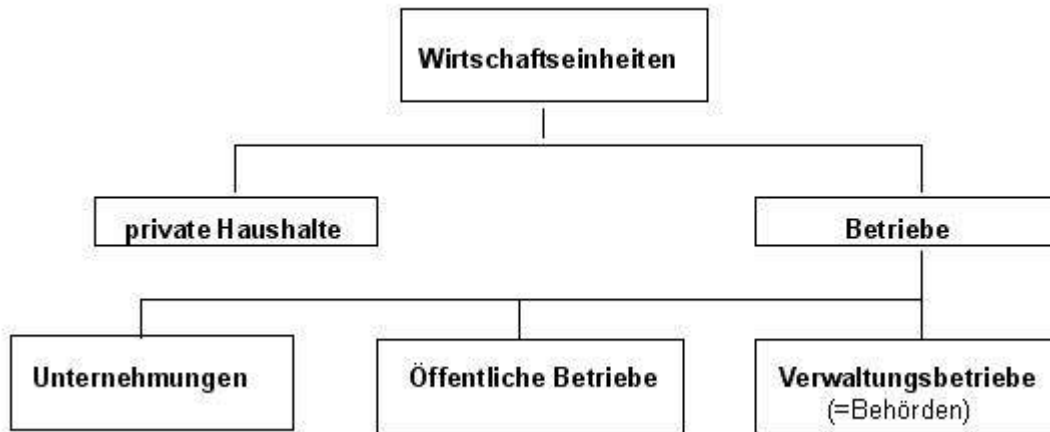 Wirtschaftseinheiten
private Haushalte
Betriebe
Unternehmungen
Öffentliche Betriebe
Verwaltungsbetriebe
(=Behörden)